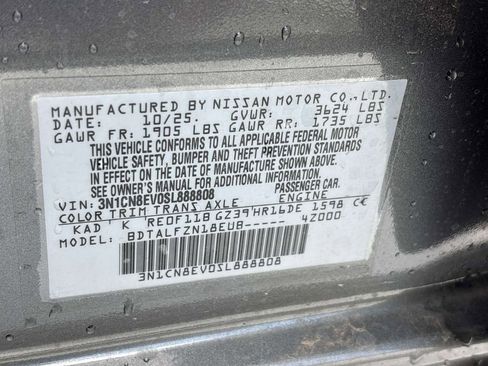 MANUFACTURED BY NISSAN MOTOR CO.,LTD.
DATE: 10/25. GVWR: 3624 LBS
GAWR FR: 1905 LBS GAWR RR: 1735 LBS
THIS VEHICLE CONFORMS TO ALL APPLICABLE FEDERAL MOTOR
VEHICLE SAFETY, BUMPER AND THEFT PREVENTION STANDARDS
IN EFFECT ON THE DATE OF MANUFACTURE SHOWN ABOVE.
SEE OWNER'S MANUAL FOR ADDITIONAL INFORMATION
VIN: 3N1CN8EV0SL888808 PASSENGER CAR.
COLOR TRIM TRANS AXLE
KAD K RE0F11B GZ39 HR16DE 1598 CE
MODEL: BDTALFZN18EUB----- 42000
3N1CN8EV0SL888808